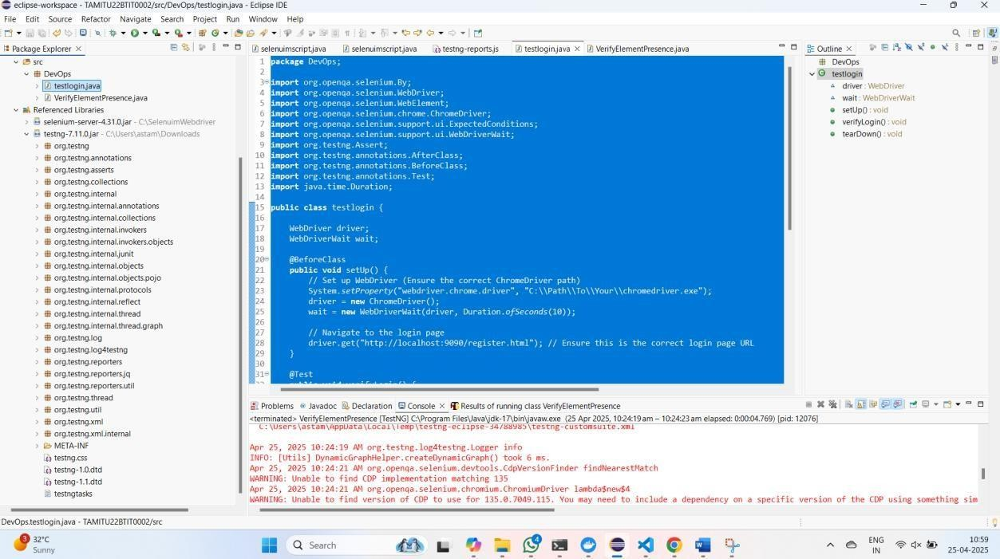 eclipse-workspace - TAMITU22BTIT0002/src/DevOps/testlogin.java - Eclipse IDE
File Edit Source Refactor Navigate Search Project Run Window Help
Package Explorer
src
DevOps
testlogin.java
VerifyElementPresence.java
Referenced Libraries
selenium-server-4.31.0.jar - C:\SelenuimWebdriver
testng-7.11.0.jar - C:\Users\astam\Downloads
org.testng
org.testng.annotations
org.testng.asserts
org.testng.collections
org.testng.internal
org.testng.internal.annotations
org.testng.internal.collections
org.testng.internal.invokers
org.testng.internal.invokers.objects
org.testng.internal.junit
org.testng.internal.objects
org.testng.internal.objects.pojo
org.testng.internal.protocols
org.testng.internal.reflect
org.testng.internal.thread
org.testng.internal.thread.graph
org.testng.log
org.testng.log4testng
org.testng.reporters
org.testng.reporters.jq
org.testng.reporters.util
org.testng.thread
org.testng.util
org.testng.xml
org.testng.xml.internal
META-INF
testng.css
testng-1.0.dtd
testng-1.1.dtd
testngtasks
selenuimscript.java seleniumscript.java testng-reports.js testlogin.java VerifyElementPresence.java
1 package DevOps;
2
3 import org.openqa.selenium.By;
4 import org.openqa.selenium.WebDriver;
5 import org.openqa.selenium.WebElement;
6 import org.openqa.selenium.chrome.ChromeDriver;
7 import org.openqa.selenium.support.ui.ExpectedConditions;
8 import org.openqa.selenium.support.ui.WebDriverWait;
9 import org.testng.Assert;
10 import org.testng.annotations.AfterClass;
11 import org.testng.annotations.BeforeClass;
12 import org.testng.annotations.Test;
13 import java.time.Duration;
14
15 public class testlogin {
16
17 WebDriver driver;
18 WebDriverWait wait;
19
20 @BeforeClass
21 public void setUp() {
22 // Set up WebDriver (Ensure the correct ChromeDriver path)
23 System.setProperty("webdriver.chrome.driver", "C:\\Path\\To\\Your\\chromedriver.exe");
24 driver = new ChromeDriver();
25 wait = new WebDriverWait(driver, Duration.ofSeconds(10));
26
27 // Navigate to the login page
28 driver.get("http://localhost:9090/register.html"); // Ensure this is the correct login page URL
29 }
30
31 @Test
Outline
DevOps
testlogin
driver : WebDriver
wait : WebDriverWait
setUp() : void
verifyLogin() : void
tearDown() : void
Problems Javadoc Declaration Console Results of running class VerifyElementPresence
<terminated> VerifyElementPresence [TestNG] C:\Program Files\Java\jdk-17\bin\javaw.exe (25 Apr 2025, 10:24:19 am – 10:24:23 am elapsed: 0:00:04.769) [pid: 12076]
C:\Users\astam\AppData\Local\Temp\testng-eclipse-34788985\testng-customsuite.xml
Apr 25, 2025 10:24:19 AM org.testng.log4testng.Logger info
INFO: [Utils] DynamicGraphHelper.createDynamicGraph() took 6 ms.
Apr 25, 2025 10:24:21 AM org.openqa.selenium.devtools.CdpVersionFinder findNearestMatch
WARNING: Unable to find CDP implementation matching 135
Apr 25, 2025 10:24:21 AM org.openqa.selenium.chromium.ChromiumDriver lambda$new$4
WARNING: Unable to find version of CDP to use for 135.0.7049.115. You may need to include a dependency on a specific version of the CDP using something sim
DevOps.testlogin.java - TAMITU22BTIT0002/src
3
32°C
Sunny
Search
4
ENG
IN
10:59
25-04-2025